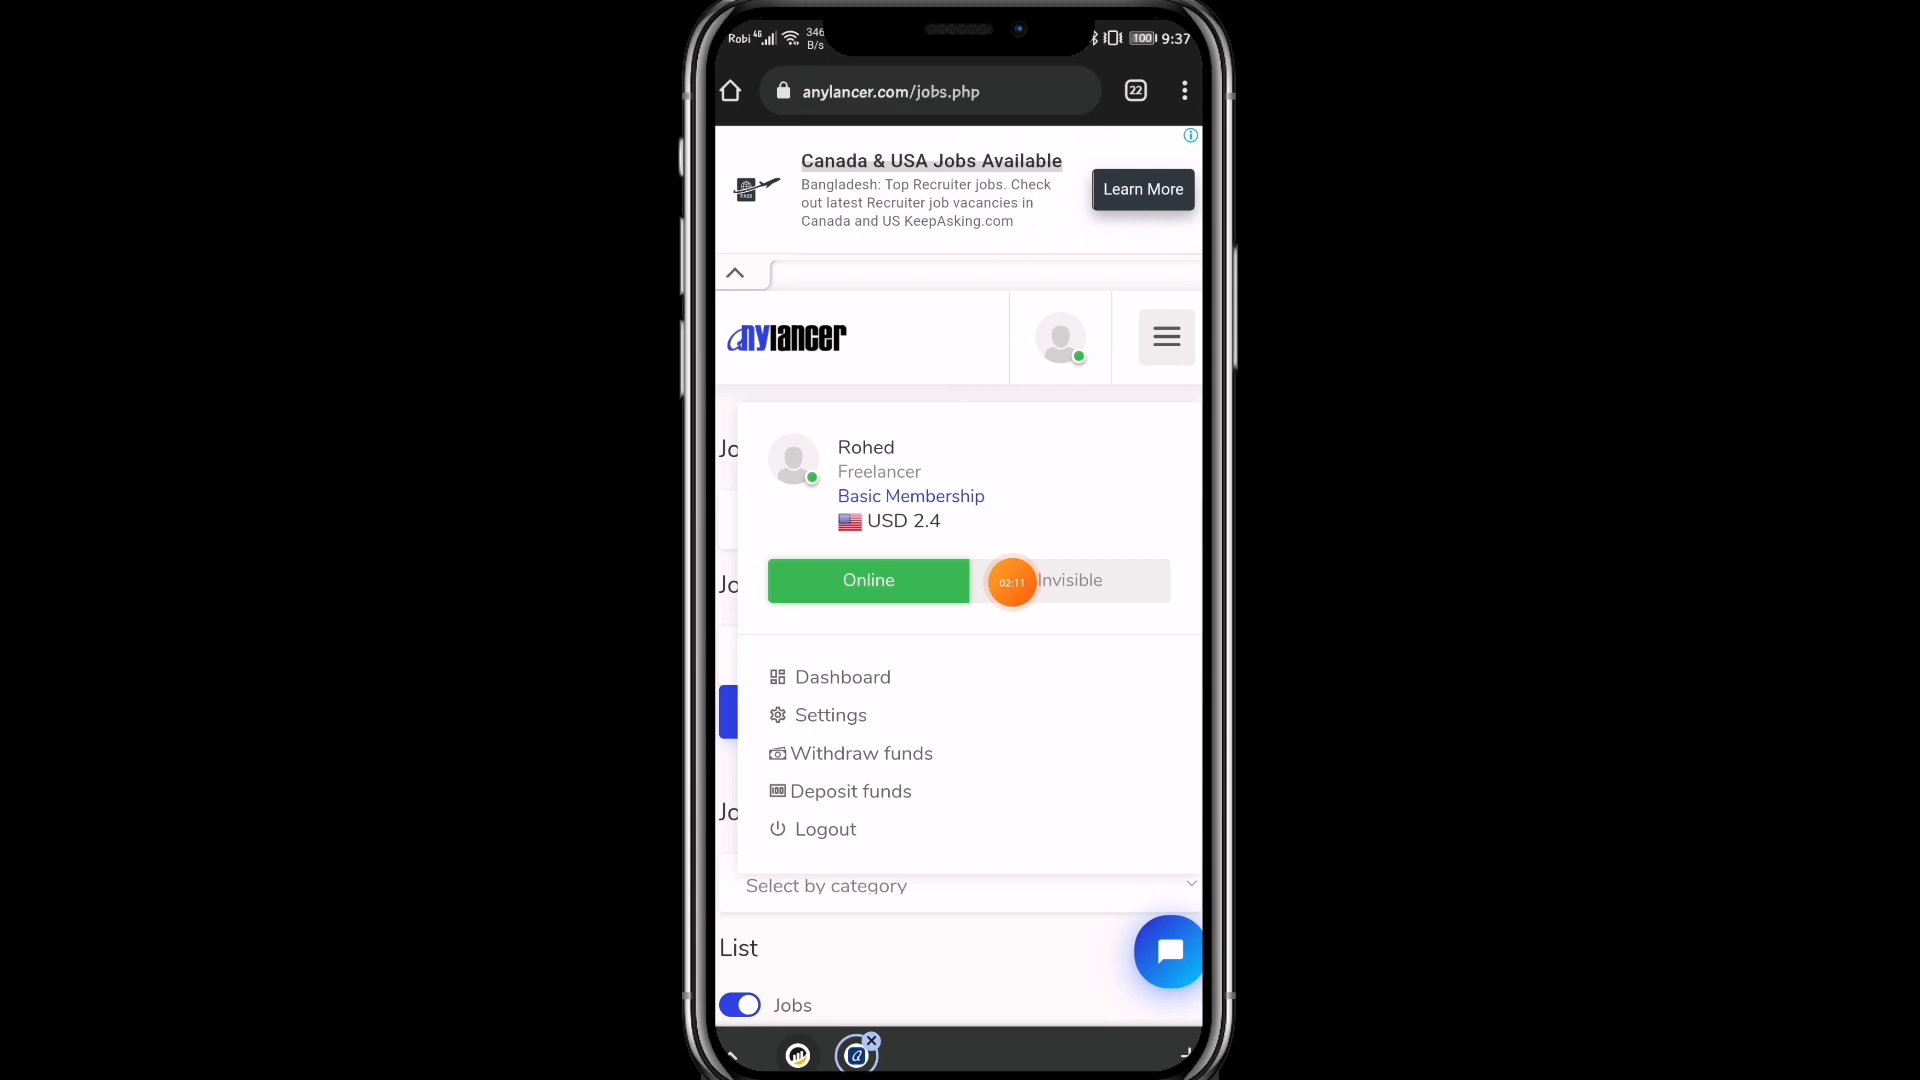 Robi 4G 346 B/s 100 9:37
anylancer.com/jobs.php 22
Canada & USA Jobs Available
Bangladesh: Top Recruiter jobs. Check
out latest Recruiter job vacancies in
Canada and US KeepAsking.com
Learn More
anylancer
Jo
Rohed
Freelancer
Basic Membership
USD 2.4
Online 02:11 Invisible
Jo
Dashboard
Settings
Withdraw funds
Deposit funds
Jo
Logout
Select by category
List
Jobs